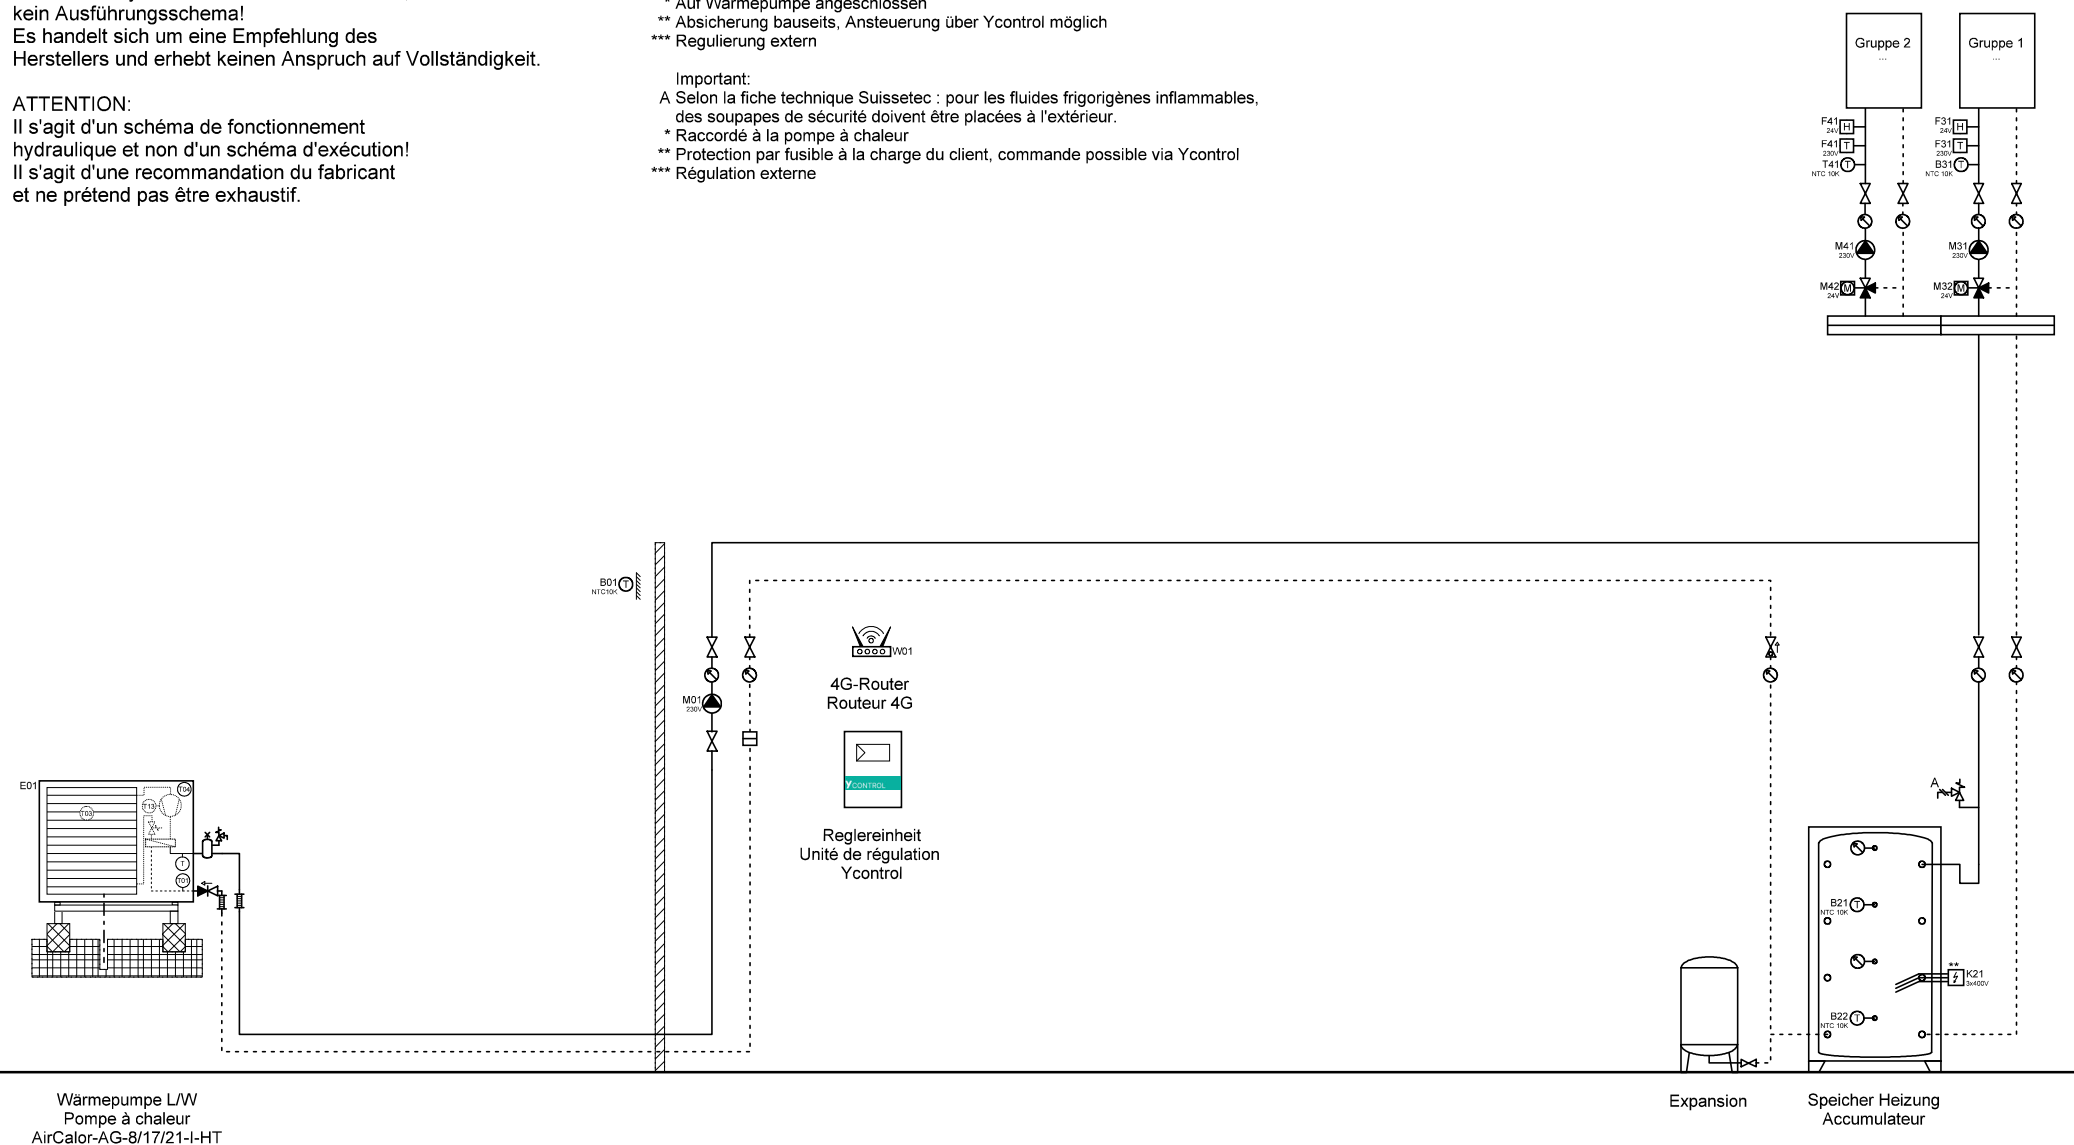 kein Ausführungsschema!
Es handelt sich um eine Empfehlung des
Herstellers und erhebt keinen Anspruch auf Vollständigkeit.
ATTENTION:
Il s'agit d'un schéma de fonctionnement
hydraulique et non d'un schéma d'exécution!
Il s'agit d'une recommandation du fabricant
et ne prétend pas être exhaustif.
* Auf Wärmepumpe angeschlossen
** Absicherung bauseits, Ansteuerung über Ycontrol möglich
*** Regulierung extern
Important:
A Selon la fiche technique Suissetec : pour les fluides frigorigènes inflammables,
des soupapes de sécurité doivent être placées à l'extérieur.
* Raccordé à la pompe à chaleur
** Protection par fusible à la charge du client, commande possible via Ycontrol
*** Régulation externe
Gruppe 2
...
Gruppe 1
...
F41 H
24V
F41 T
230V
T41 T
NTC 10K
F31 H
24V
F31 T
230V
B31 T
NTC 10K
M41
230V
M31
230V
M42 M
24V
M32 M
24V
B01 T
NTC10K
W01
4G-Router
Routeur 4G
M01
230V
YCONTROL
Reglereinheit
Unité de régulation
Ycontrol
E01
T03
T13
T04
T
T01
A
B21 T
NTC 10K
**
K21
3x400V
B22 T
NTC 10K
Wärmepumpe L/W
Pompe à chaleur
AirCalor-AG-8/17/21-I-HT
Expansion
Speicher Heizung
Accumulateur